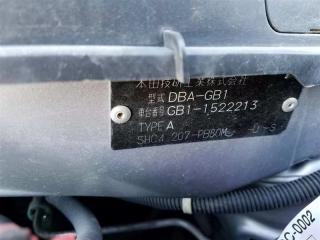 本田技研工業株式会社
型式 DBA-GB1
車台番号 GB1-1522213
TYPE A
C-0002